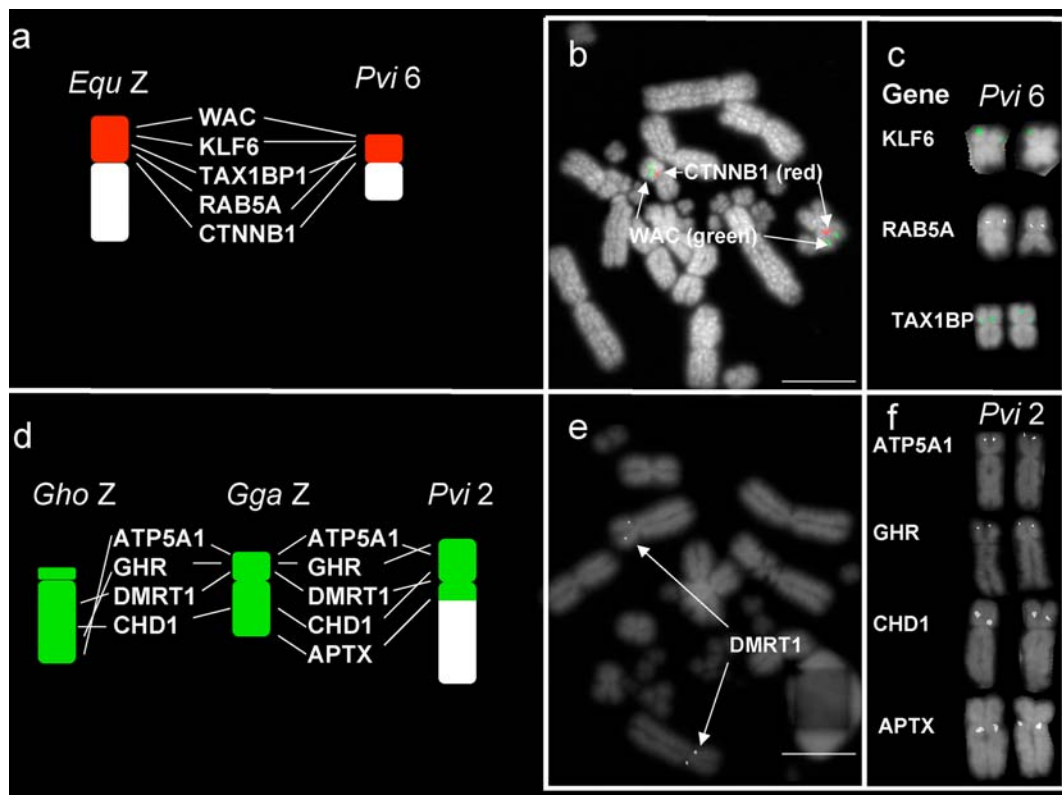 a
Equ Z
Pvi 6
WAC
KLF6
TAX1BP1
RAB5A
CTNNB1
b
CTNNB1 (red)
WAC (green)
c
Gene
Pvi 6
KLF6
RAB5A
TAX1BP
d
Gho Z
Gga Z
Pvi 2
ATP5A1
GHR
DMRT1
CHD1
ATP5A1
GHR
DMRT1
CHD1
APTX
e
DMRT1
f
Pvi 2
ATP5A1
GHR
CHD1
APTX